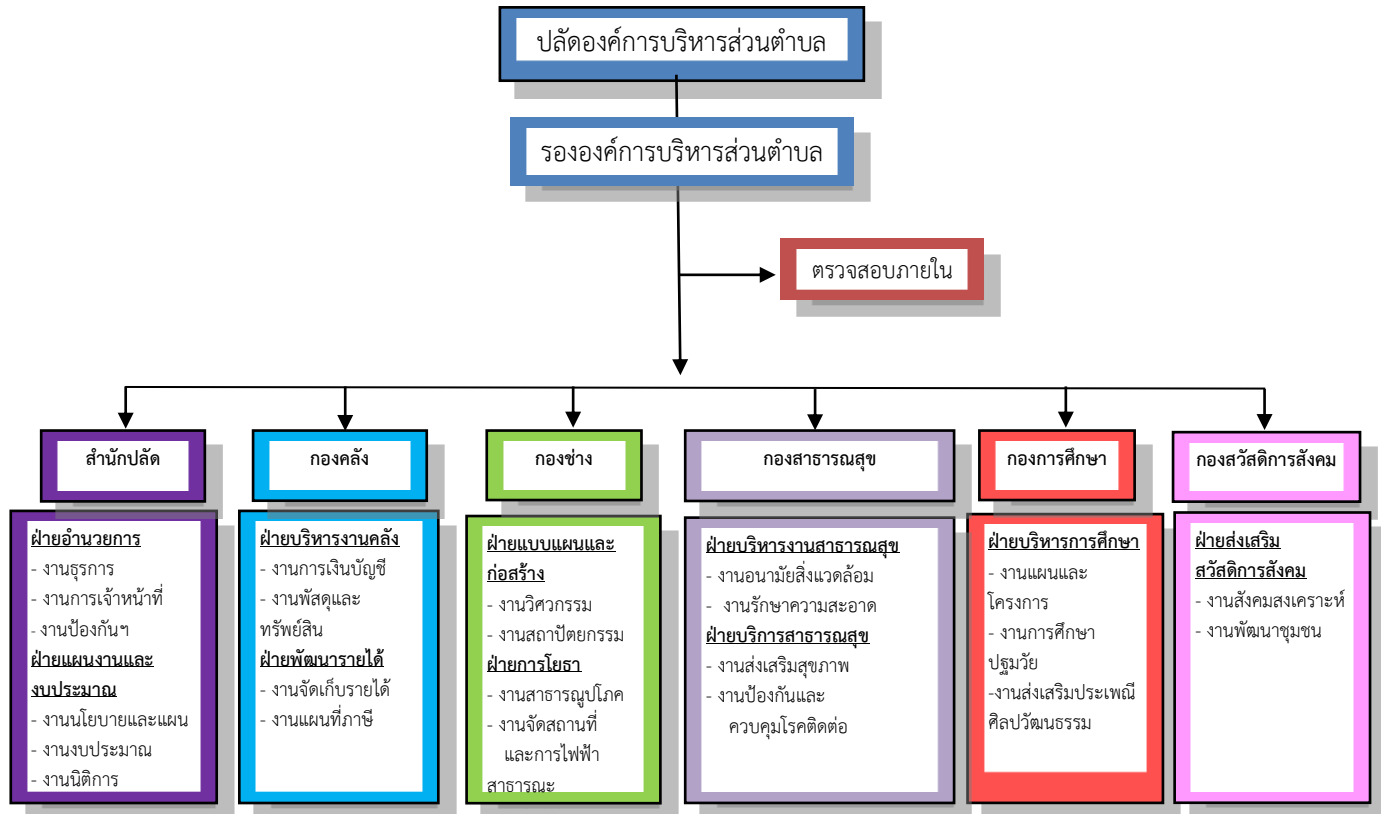 ปลัดองค์การบริหารส่วนตำบล
รององค์การบริหารส่วนตำบล
ตรวจสอบภายใน
สำนักปลัด
ฝ่ายอำนวยการ
- งานธุรการ
- งานการเจ้าหน้าที่
- งานป้องกันฯ
ฝ่ายแผนงานและ
งบประมาณ
- งานนโยบายและแผน
- งานงบประมาณ
- งานนิติการ
กองคลัง
ฝ่ายบริหารงานคลัง
- งานการเงินบัญชี
- งานพัสดุและ
ทรัพย์สิน
ฝ่ายพัฒนารายได้
- งานจัดเก็บรายได้
- งานแผนที่ภาษี
กองช่าง
ฝ่ายแบบแผนและ
ก่อสร้าง
- งานวิศวกรรม
- งานสถาปัตยกรรม
ฝ่ายการโยธา
- งานสาธารณูปโภค
- งานจัดสถานที่
และการไฟฟ้า
สาธารณะ
กองสาธารณสุข
ฝ่ายบริหารงานสาธารณสุข
- งานอนามัยสิ่งแวดล้อม
- งานรักษาความสะอาด
ฝ่ายบริการสาธารณสุข
- งานส่งเสริมสุขภาพ
- งานป้องกันและ
ควบคุมโรคติดต่อ
กองการศึกษา
ฝ่ายบริหารการศึกษา
- งานแผนและ
โครงการ
- งานการศึกษา
ปฐมวัย
-งานส่งเสริมประเพณี
ศิลปวัฒนธรรม
กองสวัสดิการสังคม
ฝ่ายส่งเสริม
สวัสดิการสังคม
- งานสังคมสงเคราะห์
- งานพัฒนาชุมชน